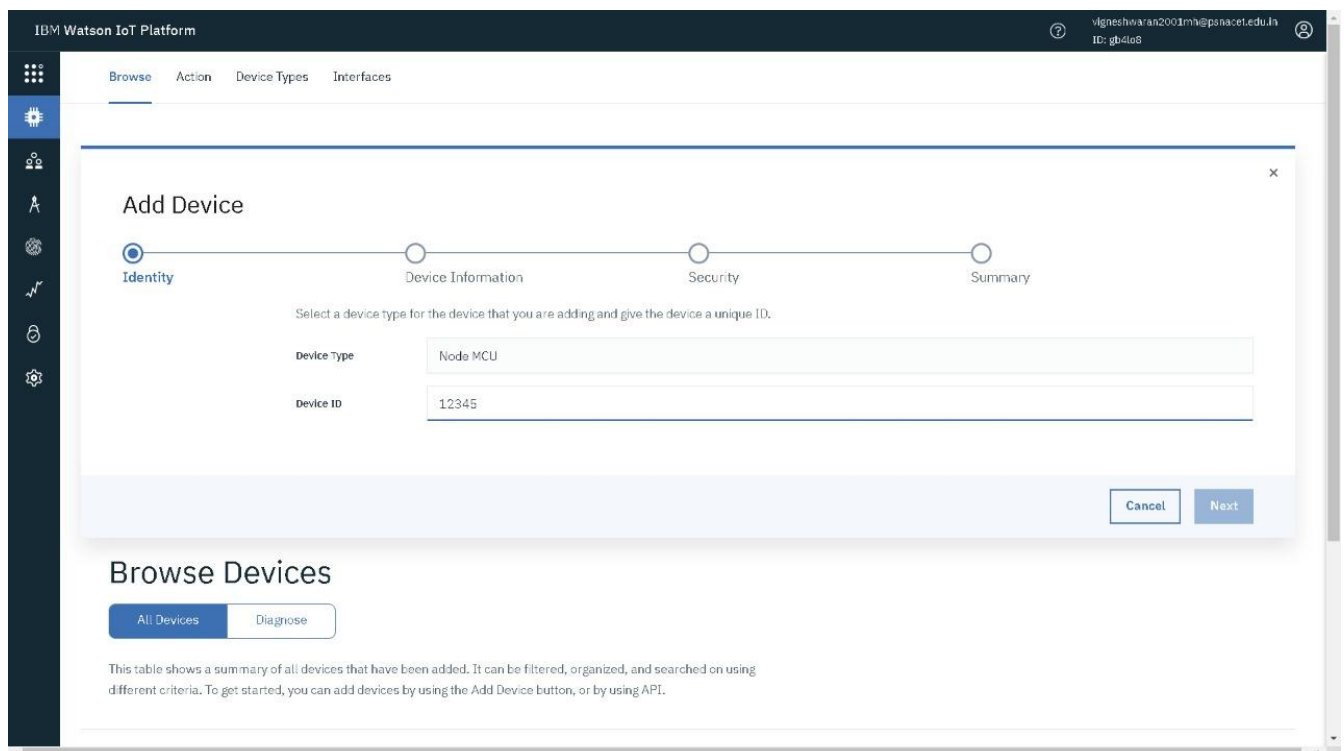 IBM Watson IoT Platform
vigneshwaran2001mh@psnacet.edu.in
ID: gb4lo8
Browse Action Device Types Interfaces
×
Add Device
Identity Device Information Security Summary
Select a device type for the device that you are adding and give the device a unique ID.
Device Type Node MCU
Device ID 12345
Cancel Next
Browse Devices
All Devices Diagnose
This table shows a summary of all devices that have been added. It can be filtered, organized, and searched on using
different criteria. To get started, you can add devices by using the Add Device button, or by using API.